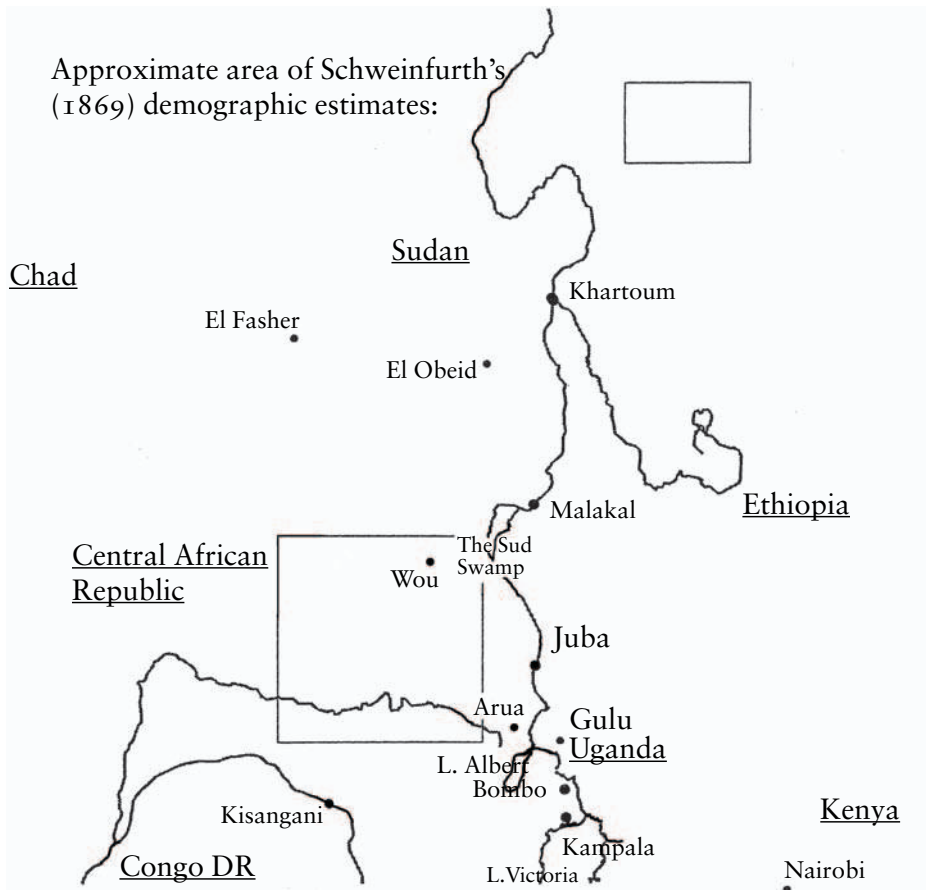 Approximate area of Schweinfurth's
(1869) demographic estimates:
Sudan
Chad
Khartoum
El Fasher
El Obeid
Malakal
Ethiopia
The Sud
Swamp
Central African
Republic
Wou
Juba
Arua
Gulu
Uganda
L. Albert
Bombo
Kisangani
Kenya
Kampala
Congo DR
L.Victoria
Nairobi